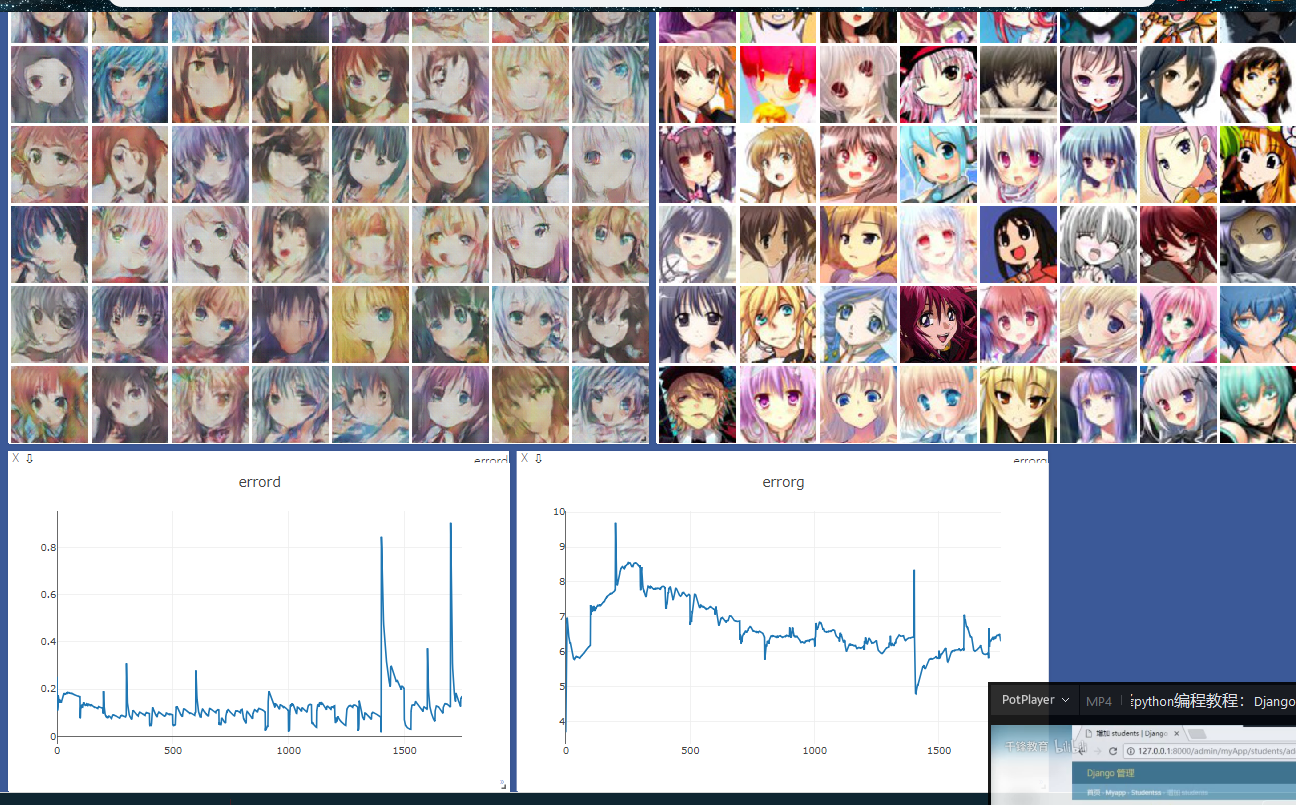 X
errord
X
errorg
errord
errorg
0.8
0.6
0.4
0.2
0
0
500
1000
1500
10
9
8
7
6
5
4
0
500
1000
1500
PotPlayer
MP4
python编程教程：Django
千锋教育 bilibili
增加 students | Django
127.0.0.1:8000/admin/myApp/students/ad
Django 管理
首页 · Myapp · Studentss · 增加 students